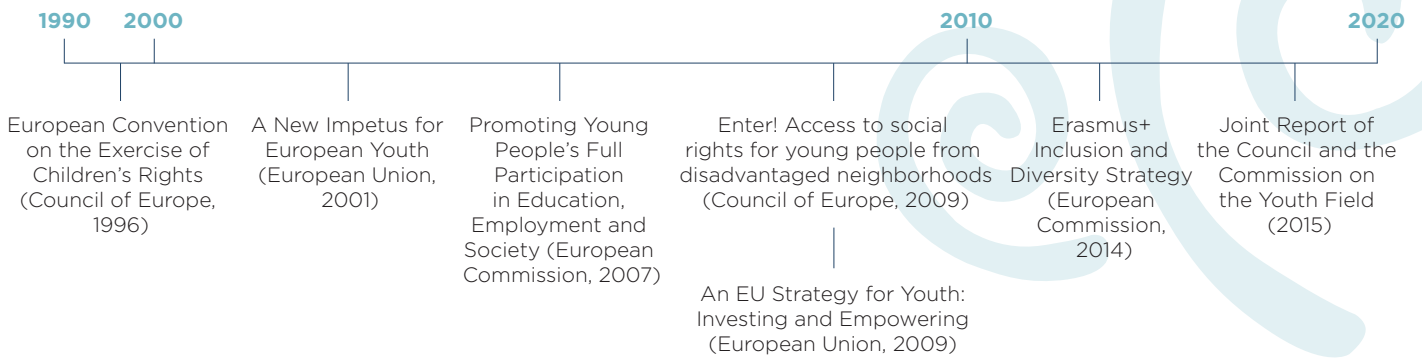 1990
2000
2010
2020
European Convention
on the Exercise of
Children's Rights
(Council of Europe,
1996)
A New Impetus for
European Youth
(European Union,
2001)
Promoting Young
People's Full
Participation
in Education,
Employment and
Society (European
Commission, 2007)
Enter! Access to social
rights for young people from
disadvantaged neighborhoods
(Council of Europe, 2009)
An EU Strategy for Youth:
Investing and Empowering
(European Union, 2009)
Erasmus+
Inclusion and
Diversity Strategy
(European
Commission,
2014)
Joint Report of
the Council and the
Commission on
the Youth Field
(2015)